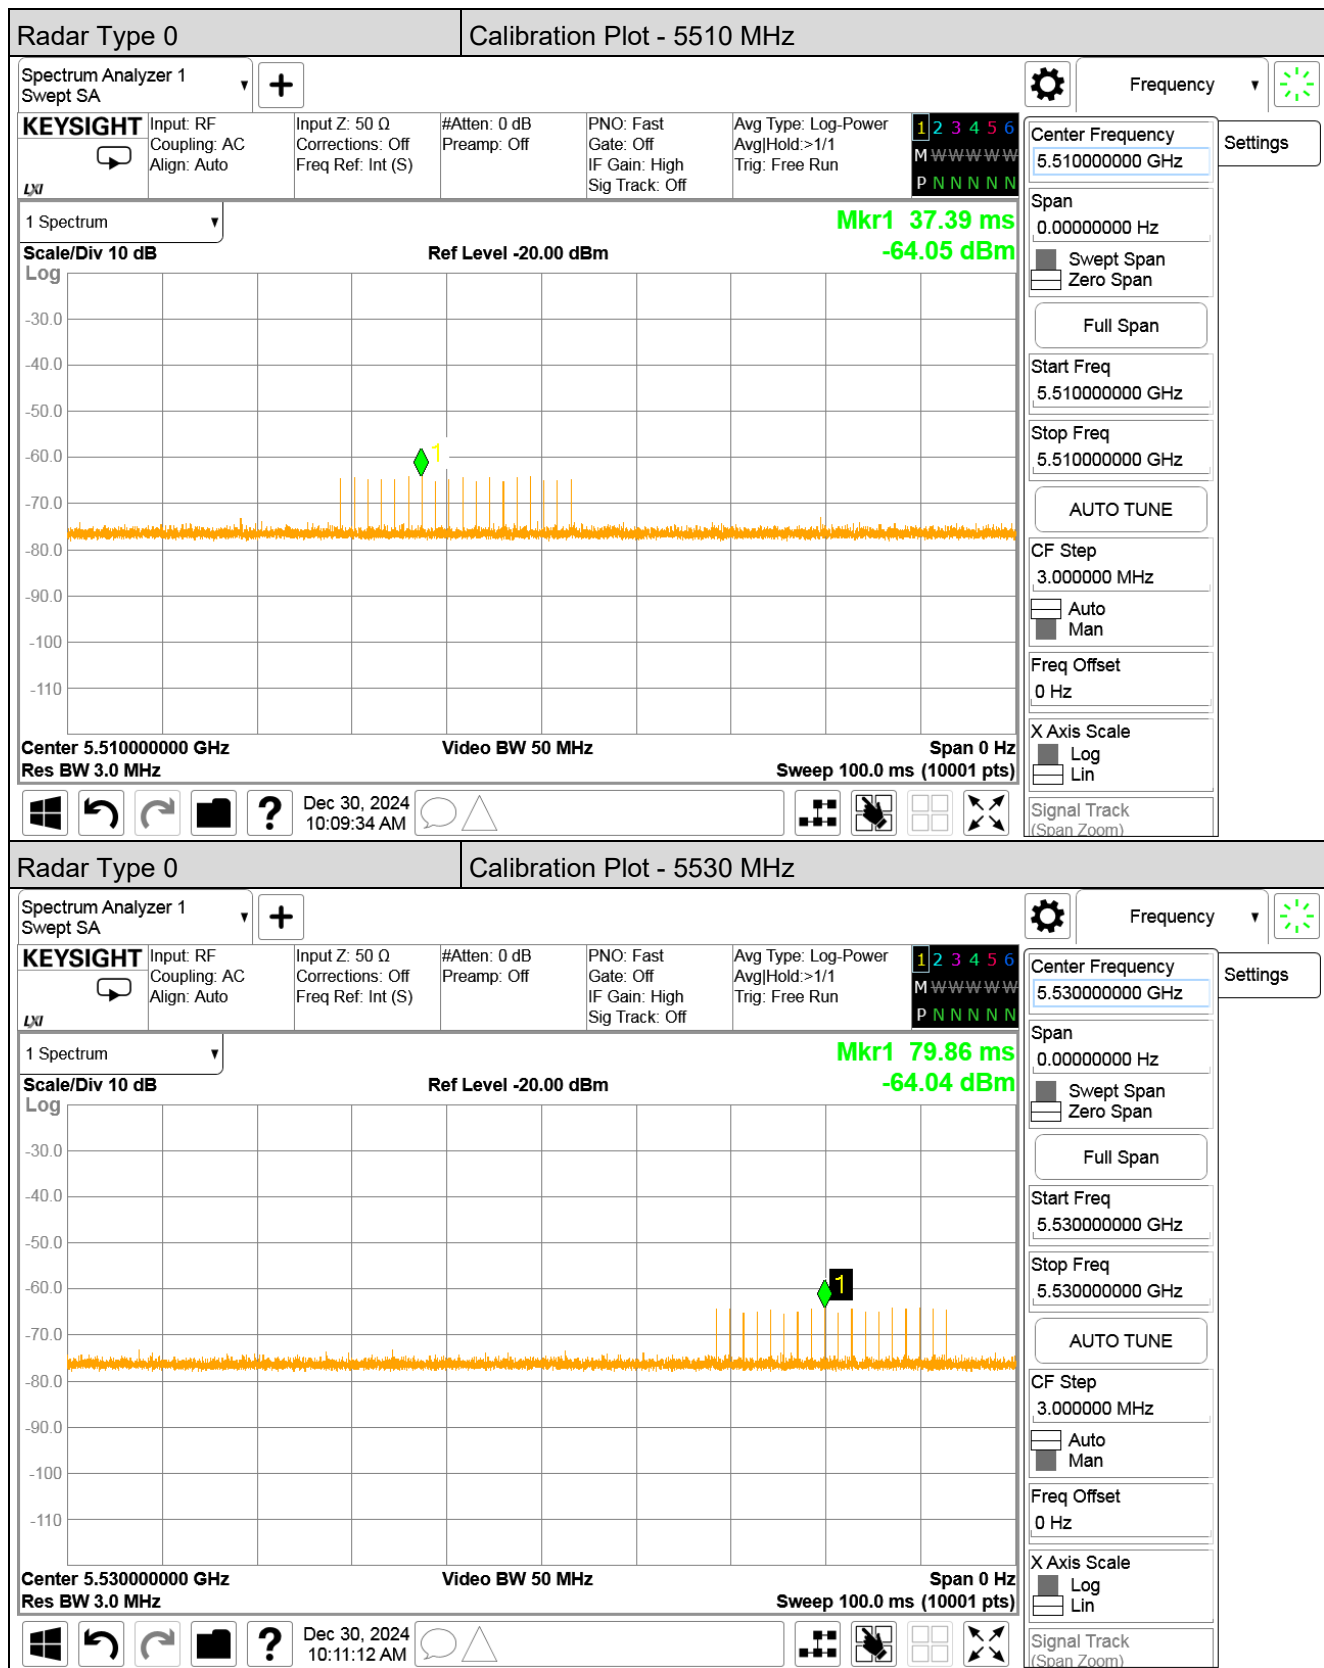 Radar Type 0
Calibration Plot - 5510 MHz
Spectrum Analyzer 1
Swept SA
Frequency
KEYSIGHT
LXI
Input: RF
Coupling: AC
Align: Auto
Input Z: 50 Ω
Corrections: Off
Freq Ref: Int (S)
#Atten: 0 dB
Preamp: Off
PNO: Fast
Gate: Off
IF Gain: High
Sig Track: Off
Avg Type: Log-Power
Avg|Hold:>1/1
Trig: Free Run
1 2 3 4 5 6
M W W W W W
P N N N N N
Center Frequency
5.510000000 GHz
Settings
Span
0.00000000 Hz
Swept Span
Zero Span
Full Span
Start Freq
5.510000000 GHz
Stop Freq
5.510000000 GHz
AUTO TUNE
CF Step
3.000000 MHz
Auto
Man
Freq Offset
0 Hz
X Axis Scale
Log
Lin
Signal Track
(Span Zoom)
1 Spectrum
Mkr1 37.39 ms
-64.05 dBm
Scale/Div 10 dB
Ref Level -20.00 dBm
Log
-30.0
-40.0
-50.0
-60.0
-70.0
-80.0
-90.0
-100
-110
1
Center 5.510000000 GHz
Video BW 50 MHz
Span 0 Hz
Res BW 3.0 MHz
Sweep 100.0 ms (10001 pts)
?
Dec 30, 2024
10:09:34 AM
Radar Type 0
Calibration Plot - 5530 MHz
Spectrum Analyzer 1
Swept SA
Frequency
KEYSIGHT
LXI
Input: RF
Coupling: AC
Align: Auto
Input Z: 50 Ω
Corrections: Off
Freq Ref: Int (S)
#Atten: 0 dB
Preamp: Off
PNO: Fast
Gate: Off
IF Gain: High
Sig Track: Off
Avg Type: Log-Power
Avg|Hold:>1/1
Trig: Free Run
1 2 3 4 5 6
M W W W W W
P N N N N N
Center Frequency
5.530000000 GHz
Settings
Span
0.00000000 Hz
Swept Span
Zero Span
Full Span
Start Freq
5.530000000 GHz
Stop Freq
5.530000000 GHz
AUTO TUNE
CF Step
3.000000 MHz
Auto
Man
Freq Offset
0 Hz
X Axis Scale
Log
Lin
Signal Track
(Span Zoom)
1 Spectrum
Mkr1 79.86 ms
-64.04 dBm
Scale/Div 10 dB
Ref Level -20.00 dBm
Log
-30.0
-40.0
-50.0
-60.0
-70.0
-80.0
-90.0
-100
-110
1
Center 5.530000000 GHz
Video BW 50 MHz
Span 0 Hz
Res BW 3.0 MHz
Sweep 100.0 ms (10001 pts)
?
Dec 30, 2024
10:11:12 AM